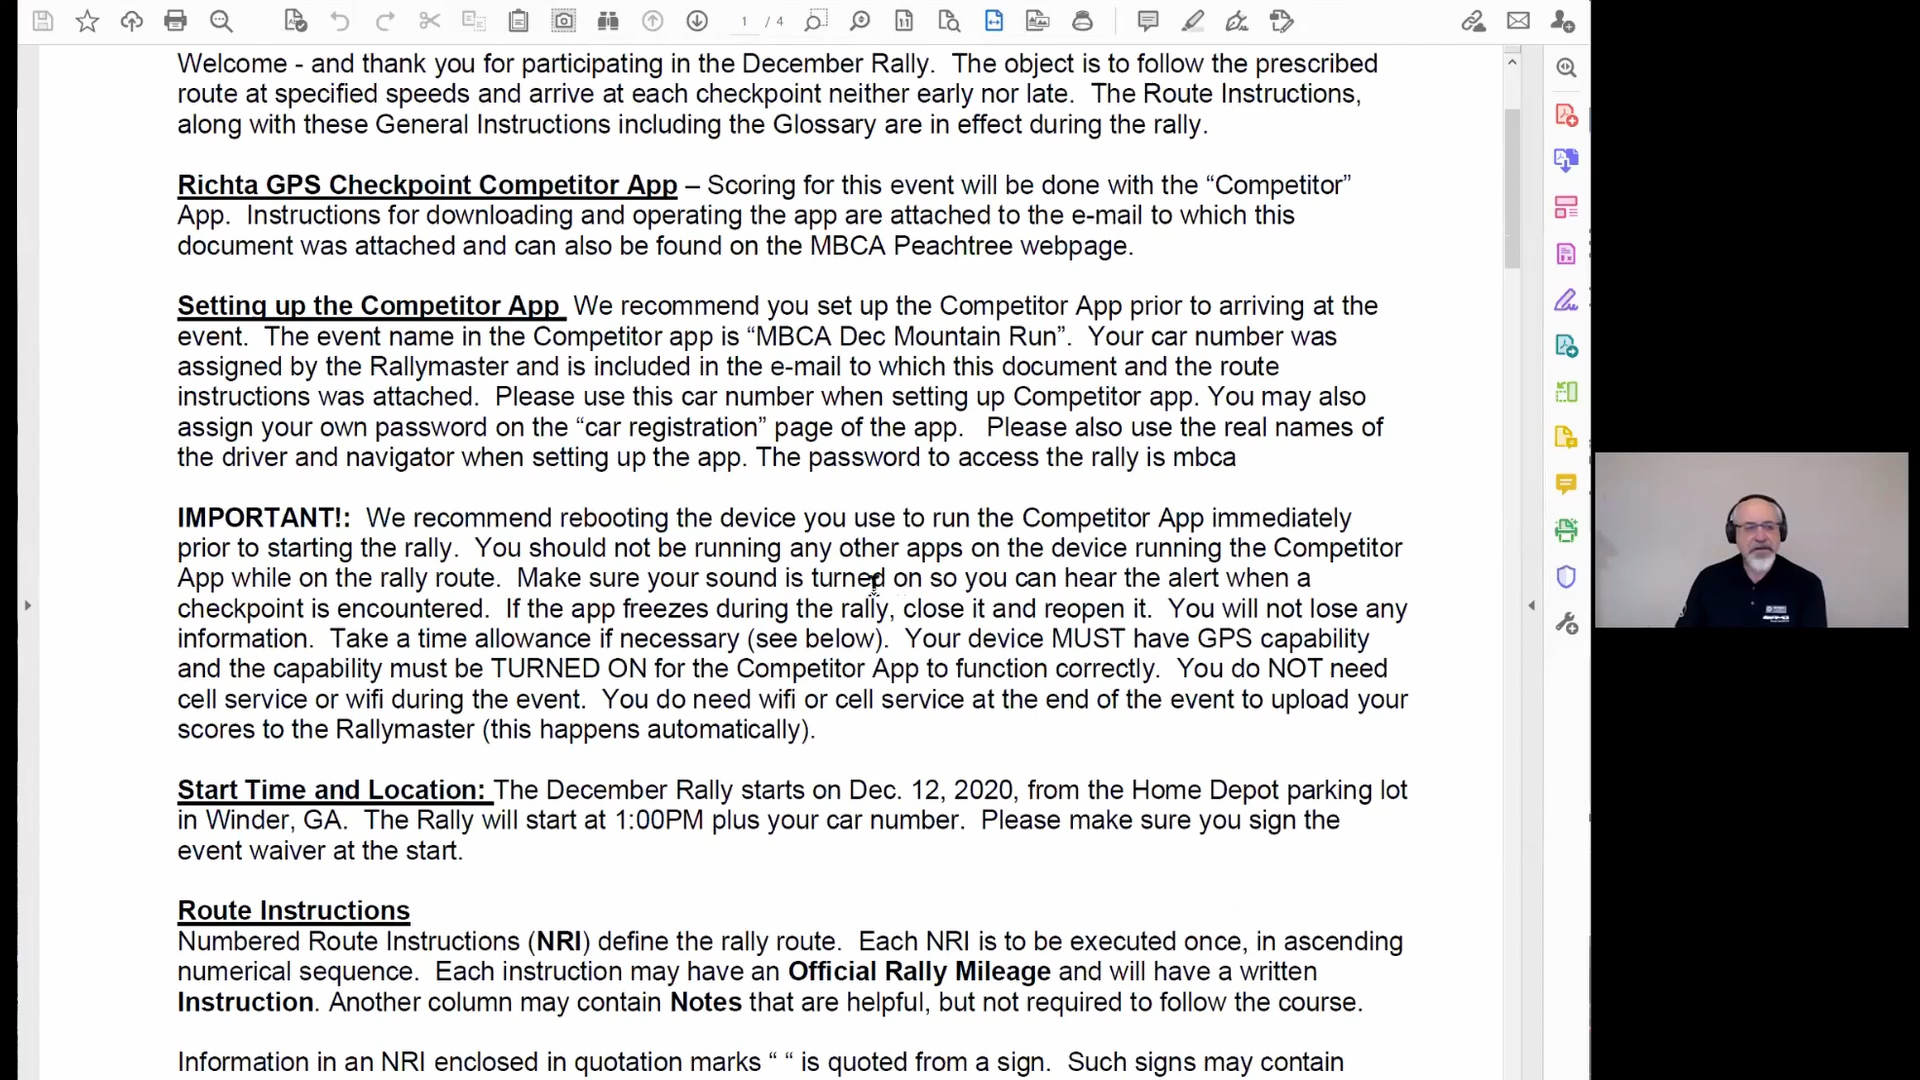 1 / 4
Welcome - and thank you for participating in the December Rally.  The object is to follow the prescribed
route at specified speeds and arrive at each checkpoint neither early nor late.  The Route Instructions,
along with these General Instructions including the Glossary are in effect during the rally.
Richta GPS Checkpoint Competitor App – Scoring for this event will be done with the “Competitor”
App.  Instructions for downloading and operating the app are attached to the e-mail to which this
document was attached and can also be found on the MBCA Peachtree webpage.
Setting up the Competitor App  We recommend you set up the Competitor App prior to arriving at the
event.  The event name in the Competitor app is “MBCA Dec Mountain Run”.  Your car number was
assigned by the Rallymaster and is included in the e-mail to which this document and the route
instructions was attached.  Please use this car number when setting up Competitor app. You may also
assign your own password on the “car registration” page of the app.   Please also use the real names of
the driver and navigator when setting up the app. The password to access the rally is mbca
IMPORTANT!:  We recommend rebooting the device you use to run the Competitor App immediately
prior to starting the rally.  You should not be running any other apps on the device running the Competitor
App while on the rally route.  Make sure your sound is turned on so you can hear the alert when a
checkpoint is encountered.  If the app freezes during the rally, close it and reopen it.  You will not lose any
information.  Take a time allowance if necessary (see below).  Your device MUST have GPS capability
and the capability must be TURNED ON for the Competitor App to function correctly.  You do NOT need
cell service or wifi during the event.  You do need wifi or cell service at the end of the event to upload your
scores to the Rallymaster (this happens automatically).
Start Time and Location: The December Rally starts on Dec. 12, 2020, from the Home Depot parking lot
in Winder, GA.  The Rally will start at 1:00PM plus your car number.  Please make sure you sign the
event waiver at the start.
Route Instructions
Numbered Route Instructions (NRI) define the rally route.  Each NRI is to be executed once, in ascending
numerical sequence.  Each instruction may have an Official Rally Mileage and will have a written
Instruction. Another column may contain Notes that are helpful, but not required to follow the course.
Information in an NRI enclosed in quotation marks “ “ is quoted from a sign.  Such signs may contain